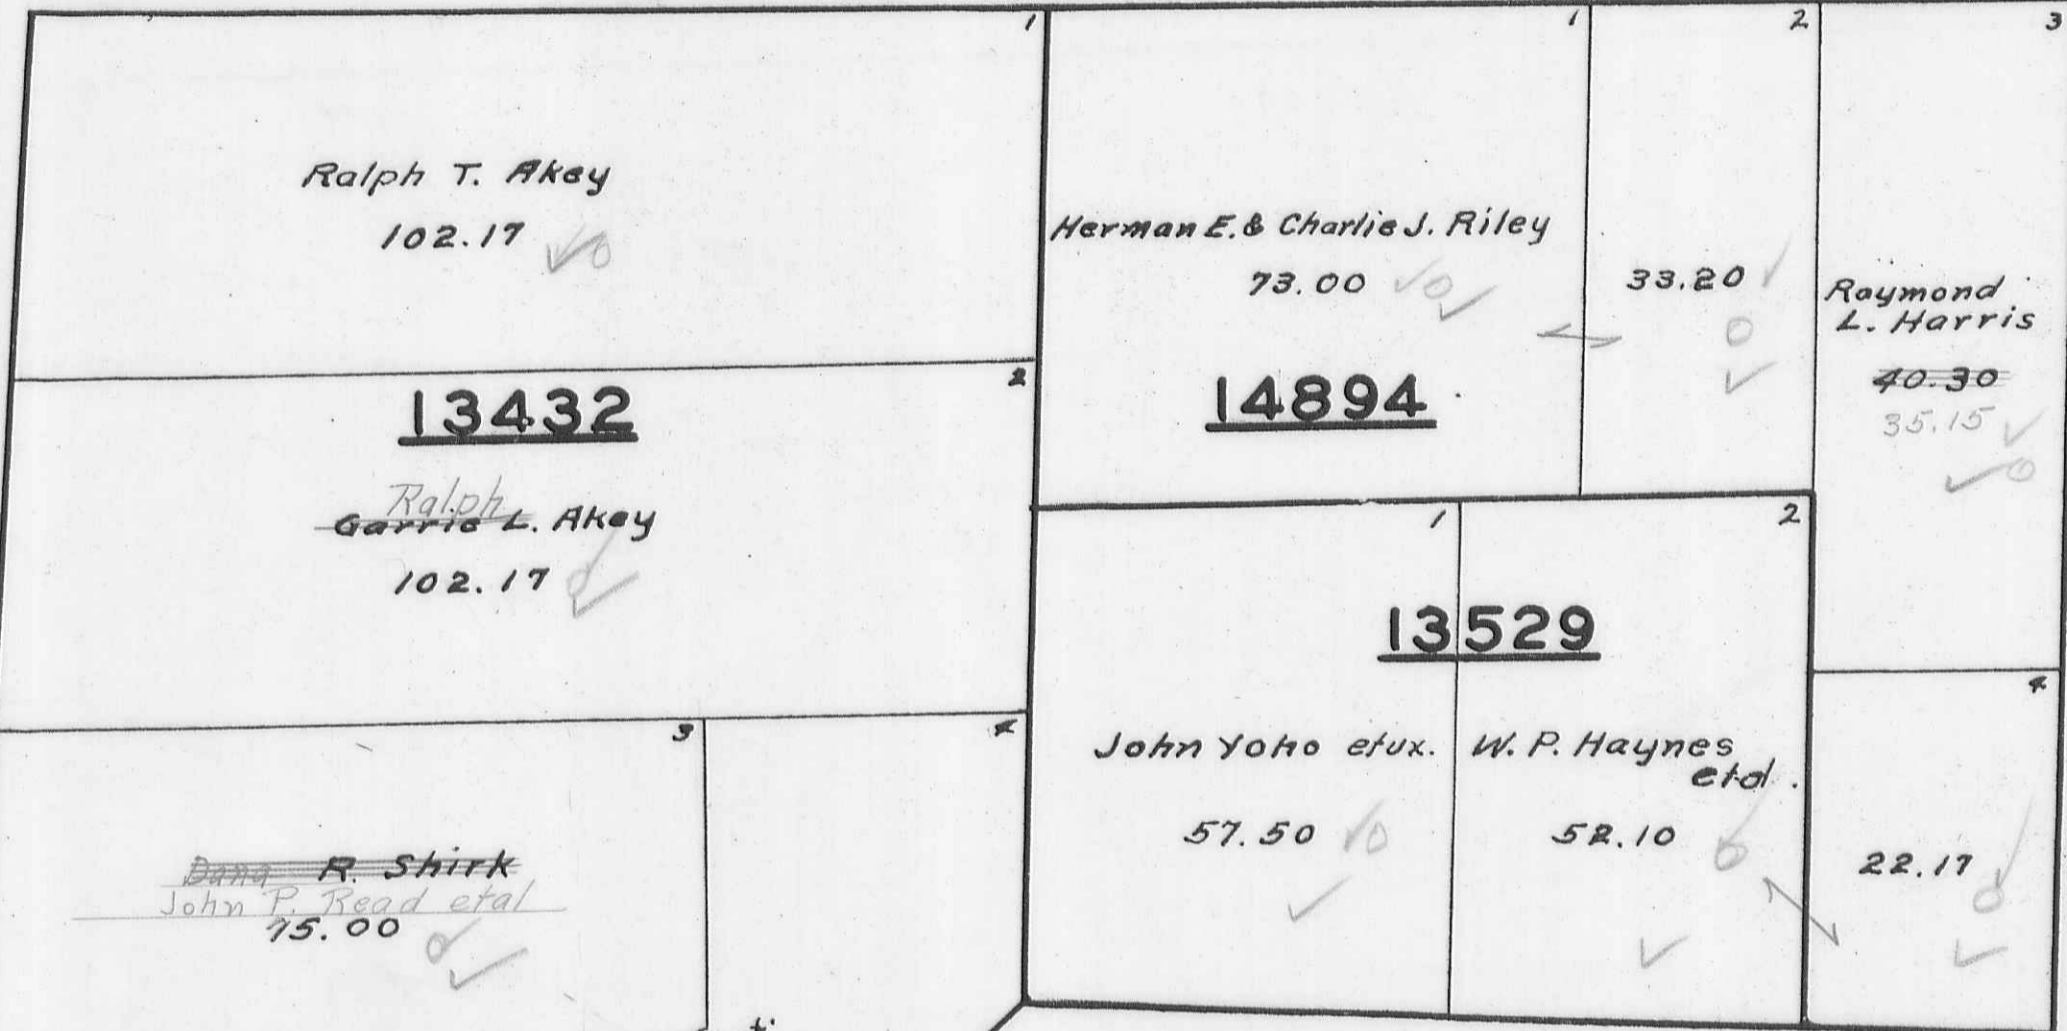 1
Ralph T. Akey
102.17
2
13432
Ralph
Garrie L. Akey
102.17
3
Dana R. Shirk
John P. Read etal
75.00
4
1
Herman E. & Charlie J. Riley
73.00
14894
2
33.20
3
Raymond
L. Harris
40.30
35.15
1
13529
John Yoho etux.
57.50
2
W. P. Haynes
etal.
52.10
4
22.17